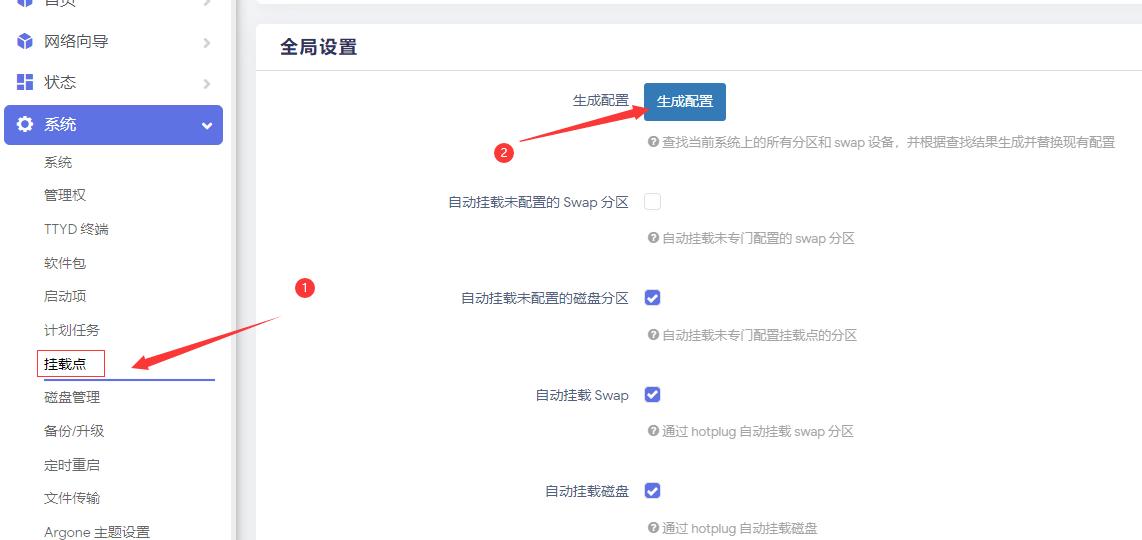 首页
网络向导
状态
系统
系统
管理权
TTYD 终端
软件包
启动项
计划任务
挂载点
磁盘管理
备份/升级
定时重启
文件传输
Argone 主题设置
1
全局设置
生成配置
生成配置
2
查找当前系统上的所有分区和 swap 设备，并根据查找结果生成并替换现有配置
自动挂载未配置的 Swap 分区
自动挂载未专门配置的 swap 分区
自动挂载未配置的磁盘分区
自动挂载未专门配置挂载点的分区
自动挂载 Swap
通过 hotplug 自动挂载 swap 分区
自动挂载磁盘
通过 hotplug 自动挂载磁盘